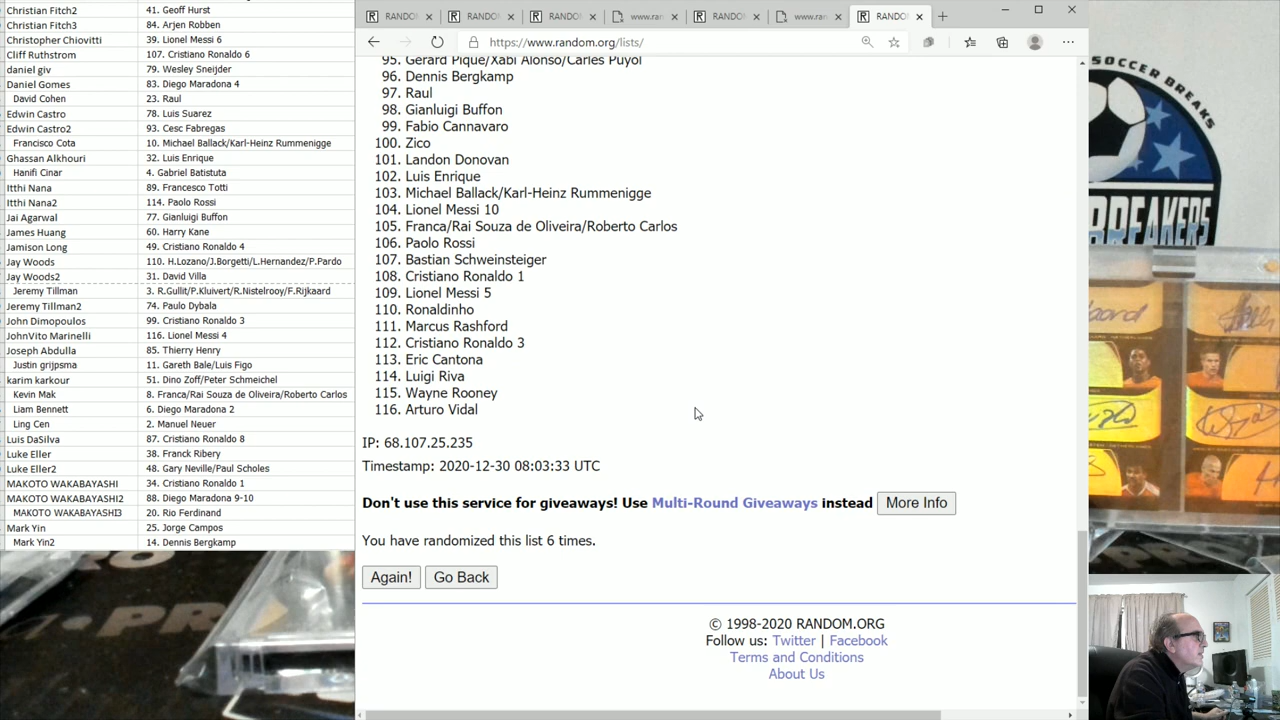 Christian Fitch2 41. Geoff Hurst
Christian Fitch3 84. Arjen Robben
Christopher Chiovitti 39. Lionel Messi 6
Cliff Ruthstrom 107. Cristiano Ronaldo 6
daniel giv 79. Wesley Sneijder
Daniel Gomes 83. Diego Maradona 4
David Cohen 23. Raul
Edwin Castro 78. Luis Suarez
Edwin Castro2 93. Cesc Fabregas
Francisco Cota 10. Michael Ballack/Karl-Heinz Rummenigge
Ghassan Alkhouri 32. Luis Enrique
Hanifi Cinar 4. Gabriel Batistuta
Itthi Nana 89. Francesco Totti
Itthi Nana2 114. Paolo Rossi
Jai Agarwal 77. Gianluigi Buffon
James Huang 60. Harry Kane
Jamison Long 49. Cristiano Ronaldo 4
Jay Woods 110. H.Lozano/J.Borgetti/L.Hernandez/P.Pardo
Jay Woods2 31. David Villa
Jeremy Tillman 3. R.Gullit/P.Kluivert/R.Nistelrooy/F.Rijkaard
Jeremy Tillman2 74. Paulo Dybala
John Dimopoulos 99. Cristiano Ronaldo 3
JohnVito Marinelli 116. Lionel Messi 4
Joseph Abdulla 85. Thierry Henry
Justin grijpsma 11. Gareth Bale/Luis Figo
karim karkour 51. Dino Zoff/Peter Schmeichel
Kevin Mak 8. Franca/Rai Souza de Oliveira/Roberto Carlos
Liam Bennett 6. Diego Maradona 2
Ling Cen 2. Manuel Neuer
Luis DaSilva 87. Cristiano Ronaldo 8
Luke Eller 38. Franck Ribery
Luke Eller2 48. Gary Neville/Paul Scholes
MAKOTO WAKABAYASHI 34. Cristiano Ronaldo 1
MAKOTO WAKABAYASHI2 88. Diego Maradona 9-10
MAKOTO WAKABAYASHI3 20. Rio Ferdinand
Mark Yin 25. Jorge Campos
Mark Yin2 14. Dennis Bergkamp
RANDOM RANDOM RANDOM www.ran RANDOM www.ran RANDOM
https://www.random.org/lists/
95. Gerard Pique/Xabi Alonso/Carles Puyol
96. Dennis Bergkamp
97. Raul
98. Gianluigi Buffon
99. Fabio Cannavaro
100. Zico
101. Landon Donovan
102. Luis Enrique
103. Michael Ballack/Karl-Heinz Rummenigge
104. Lionel Messi 10
105. Franca/Rai Souza de Oliveira/Roberto Carlos
106. Paolo Rossi
107. Bastian Schweinsteiger
108. Cristiano Ronaldo 1
109. Lionel Messi 5
110. Ronaldinho
111. Marcus Rashford
112. Cristiano Ronaldo 3
113. Eric Cantona
114. Luigi Riva
115. Wayne Rooney
116. Arturo Vidal
IP: 68.107.25.235
Timestamp: 2020-12-30 08:03:33 UTC
Don't use this service for giveaways! Use Multi-Round Giveaways instead More Info
You have randomized this list 6 times.
Again! Go Back
© 1998-2020 RANDOM.ORG
Follow us: Twitter | Facebook
Terms and Conditions
About Us
SOCCER BREAKS
BREAKERS